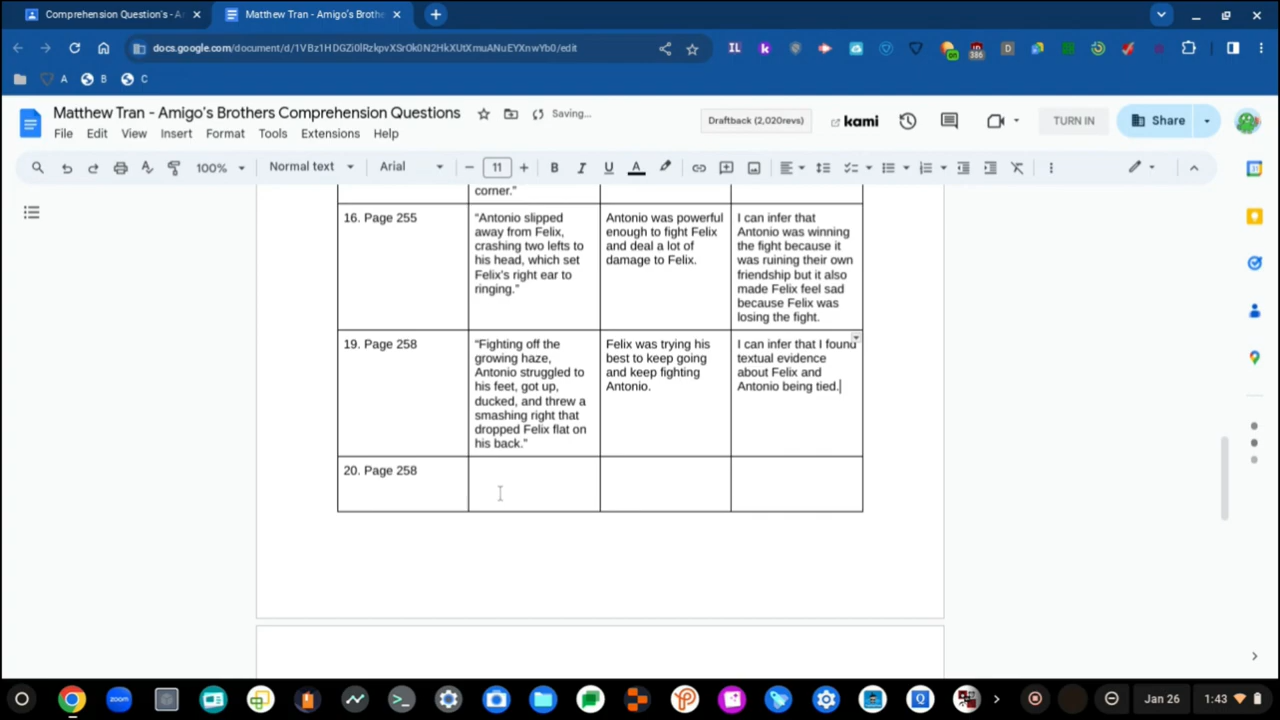 Comprehension Question's - Ar
Matthew Tran - Amigo's Brothe
docs.google.com/document/d/1VBz1HDGZi0lRzkpvXSrOk0N2HkXUtXmuANuEYXnwYb0/edit
A
B
C
Matthew Tran - Amigo's Brothers Comprehension Questions
Saving...
Draftback (2,020revs)
kami
TURN IN
Share
File Edit View Insert Format Tools Extensions Help
100%
Normal text
Arial
11
corner."
16. Page 255
"Antonio slipped
away from Felix,
crashing two lefts to
his head, which set
Felix's right ear to
ringing."
Antonio was powerful
enough to fight Felix
and deal a lot of
damage to Felix.
I can infer that
Antonio was winning
the fight because it
was ruining their own
friendship but it also
made Felix feel sad
because Felix was
losing the fight.
19. Page 258
"Fighting off the
growing haze,
Antonio struggled to
his feet, got up,
ducked, and threw a
smashing right that
dropped Felix flat on
his back."
Felix was trying his
best to keep going
and keep fighting
Antonio.
I can infer that I found
textual evidence
about Felix and
Antonio being tied.
20. Page 258
zoom
Jan 26
1:43